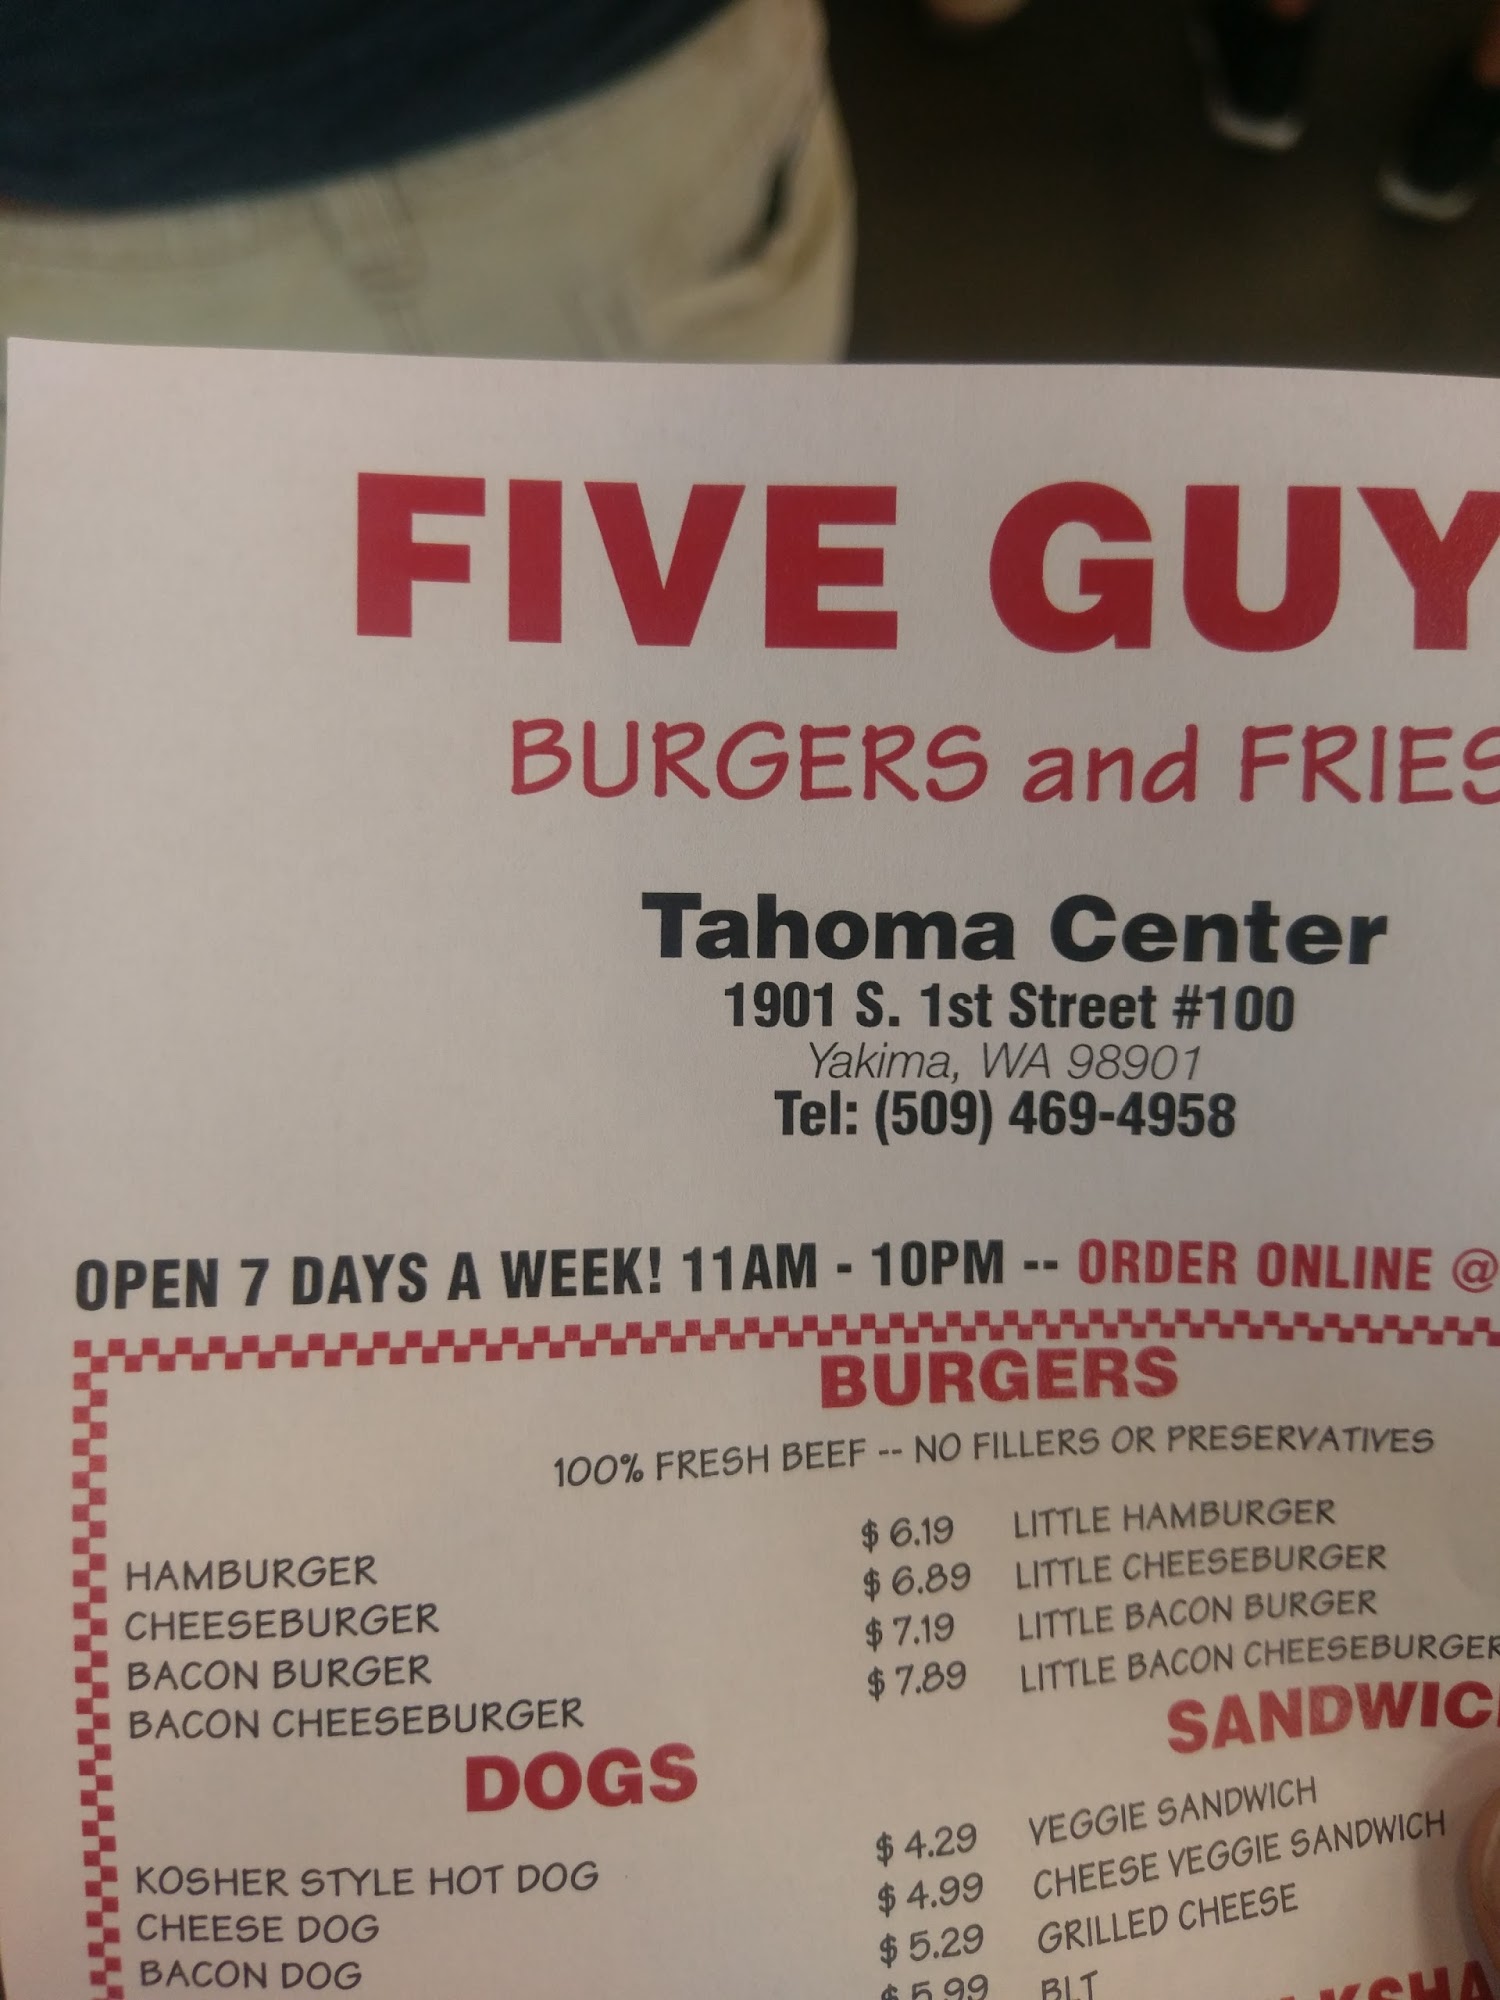 FIVE GUY
BURGERS and FRIES
Tahoma Center
1901 S. 1st Street #100
Yakima, WA 98901
Tel: (509) 469-4958
OPEN 7 DAYS A WEEK! 11AM - 10PM -- ORDER ONLINE @
BURGERS
100% FRESH BEEF -- NO FILLERS OR PRESERVATIVES
HAMBURGER $ 6.19 LITTLE HAMBURGER
CHEESEBURGER $ 6.89 LITTLE CHEESEBURGER
BACON BURGER $ 7.19 LITTLE BACON BURGER
BACON CHEESEBURGER $ 7.89 LITTLE BACON CHEESEBURGER
DOGS SANDWIC
KOSHER STYLE HOT DOG $ 4.29 VEGGIE SANDWICH
CHEESE DOG $ 4.99 CHEESE VEGGIE SANDWICH
BACON DOG $ 5.29 GRILLED CHEESE
$ 5.99 BLT
LKSHA